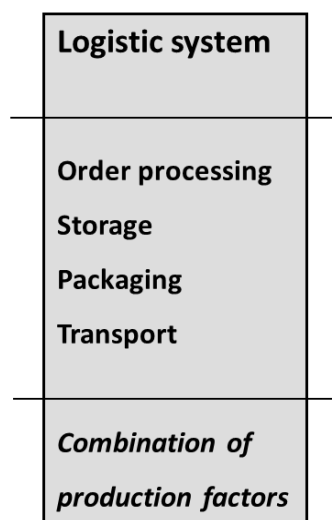 Logistic system
Order processing
Storage
Packaging
Transport
Combination of
production factors